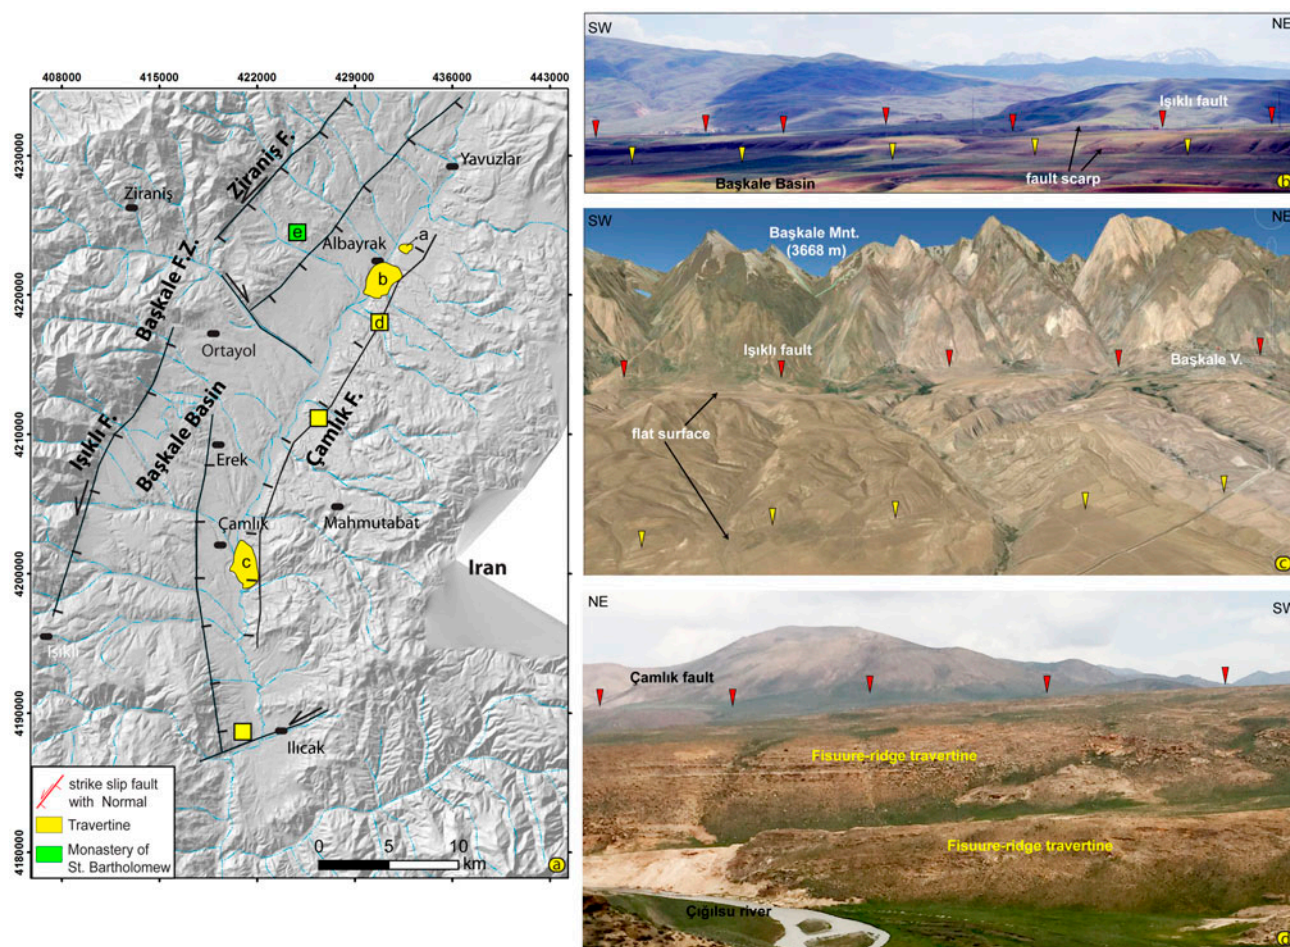 408000 415000 422000 429000 436000 443000
4230000
4220000
4210000
4200000
4190000
4180000
Ziraniş F.
Yavuzlar
Ziraniş
e
a
Albayrak
b
Başkale F.Z.
d
Ortayol
Çamlık F.
Işıklı F.
Başkale Basin
Erek
Mahmutabat
Çamlık
c
Iran
Işıklı
Ilıcak
strike slip fault
with Normal
Travertine
Monastery of
St. Bartholomew
0 5 10
km
a
SW NE
Işıklı fault
fault scarp
Başkale Basin
b
SW NE
Başkale Mnt.
(3668 m)
Işıklı fault
Başkale V.
flat surface
c
NE SW
Çamlık fault
Fisuure-ridge travertine
Fisuure-ridge travertine
Çığılsu river
d